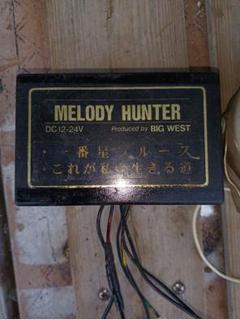 MELODY HUNTER
DC12-24V Produced by BIG WEST
一番星ブルース
これが私の生きる道